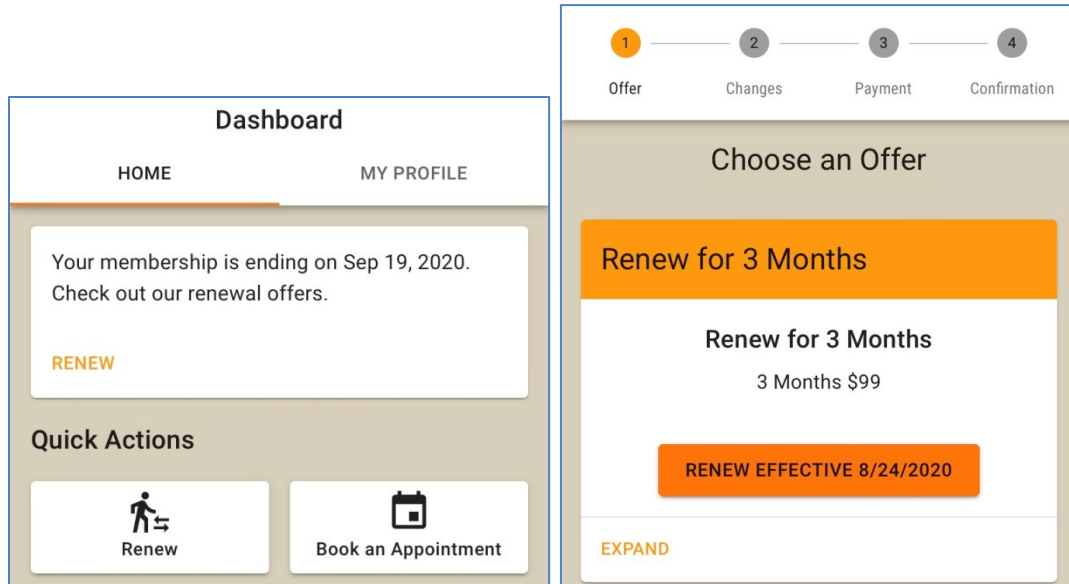 Dashboard
HOME
MY PROFILE
Your membership is ending on Sep 19, 2020.
Check out our renewal offers.
RENEW
Quick Actions
Renew
Book an Appointment
1
2
3
4
Offer
Changes
Payment
Confirmation
Choose an Offer
Renew for 3 Months
Renew for 3 Months
3 Months $99
RENEW EFFECTIVE 8/24/2020
EXPAND